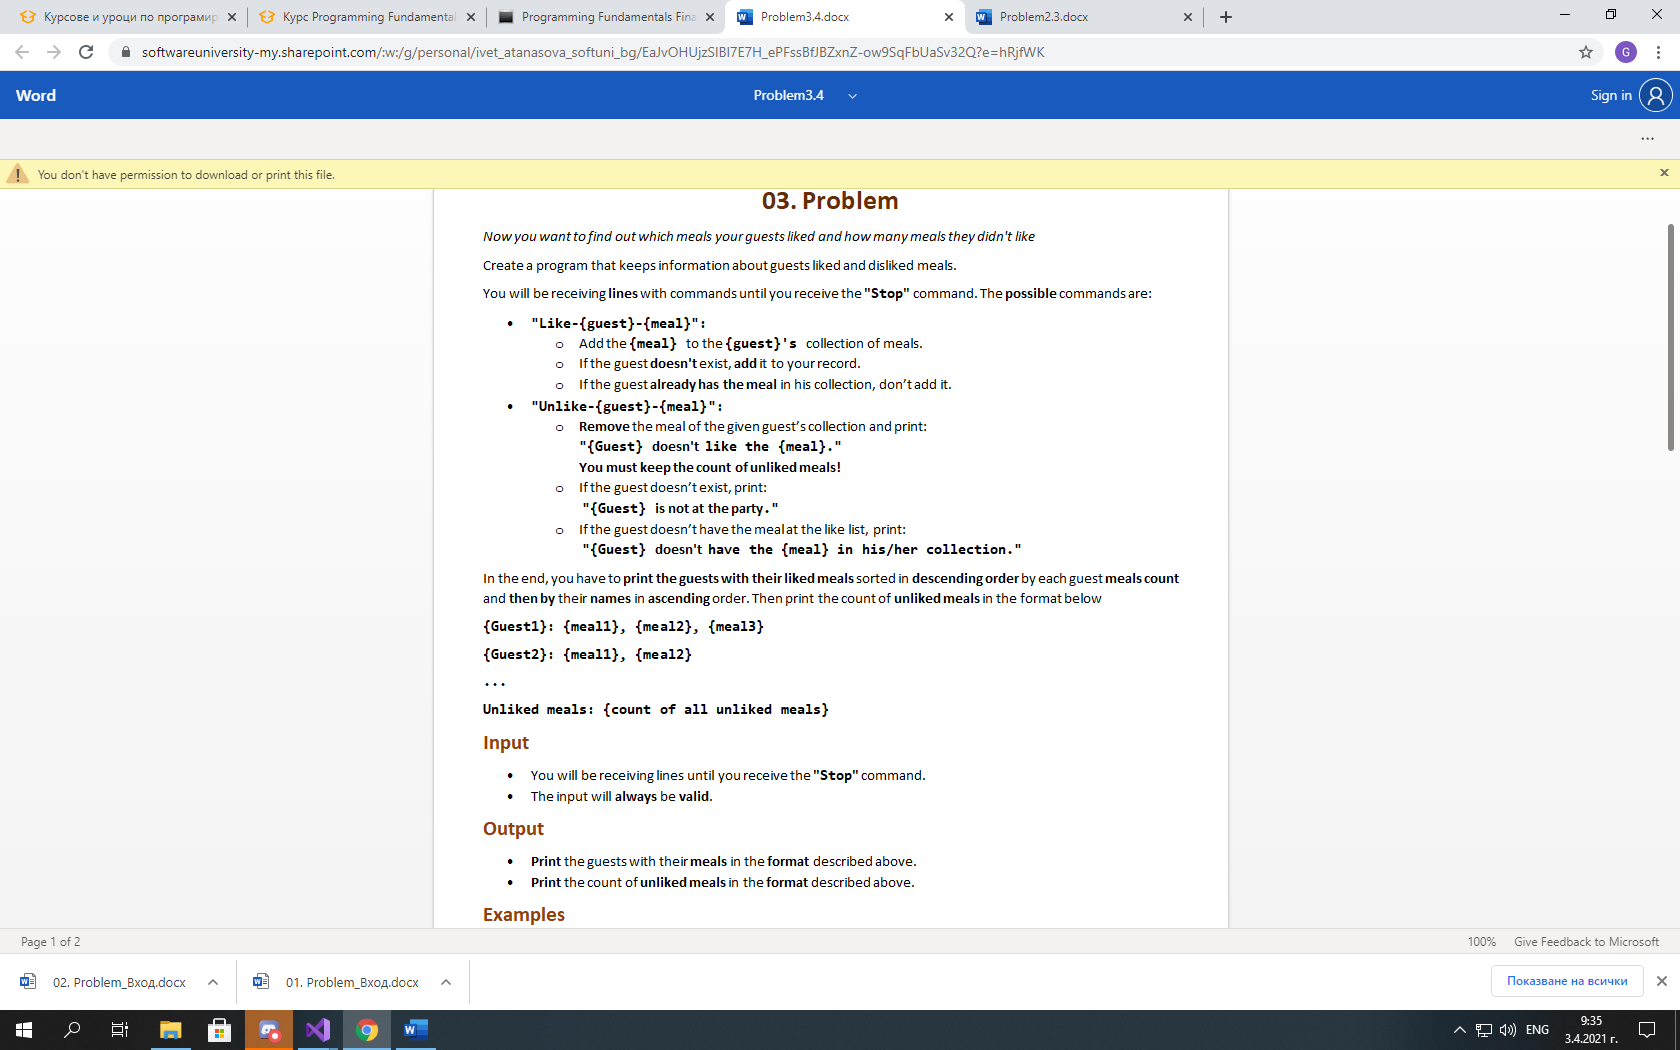 Курсове и уроци по програмир
Курс Programming Fundamental
Programming Fundamentals Fina
Problem3.4.docx
Problem2.3.docx
softwareuniversity-my.sharepoint.com/:w:/g/personal/ivet_atanasova_softuni_bg/EaJvOHUjzSlBl7E7H_ePFssBfJBZxnZ-ow9SqFbUaSv32Q?e=hRjfWK
G
Word
Problem3.4
Sign in
You don't have permission to download or print this file.
03. Problem
Now you want to find out which meals your guests liked and how many meals they didn't like
Create a program that keeps information about guests liked and disliked meals.
You will be receiving lines with commands until you receive the "Stop" command. The possible commands are:
• "Like-{guest}-{meal}":
o Add the {meal} to the {guest}'s collection of meals.
o If the guest doesn't exist, add it to your record.
o If the guest already has the meal in his collection, don’t add it.
• "Unlike-{guest}-{meal}":
o Remove the meal of the given guest’s collection and print:
"{Guest} doesn't like the {meal}."
You must keep the count of unliked meals!
o If the guest doesn’t exist, print:
"{Guest} is not at the party."
o If the guest doesn’t have the meal at the like list, print:
"{Guest} doesn't have the {meal} in his/her collection."
In the end, you have to print the guests with their liked meals sorted in descending order by each guest meals count
and then by their names in ascending order. Then print the count of unliked meals in the format below
{Guest1}: {meal1}, {meal2}, {meal3}
{Guest2}: {meal1}, {meal2}
...
Unliked meals: {count of all unliked meals}
Input
• You will be receiving lines until you receive the "Stop" command.
• The input will always be valid.
Output
• Print the guests with their meals in the format described above.
• Print the count of unliked meals in the format described above.
Examples
Page 1 of 2
100%
Give Feedback to Microsoft
02. Problem_Вход.docx
01. Problem_Вход.docx
Показване на всички
ENG
9:35
3.4.2021 г.